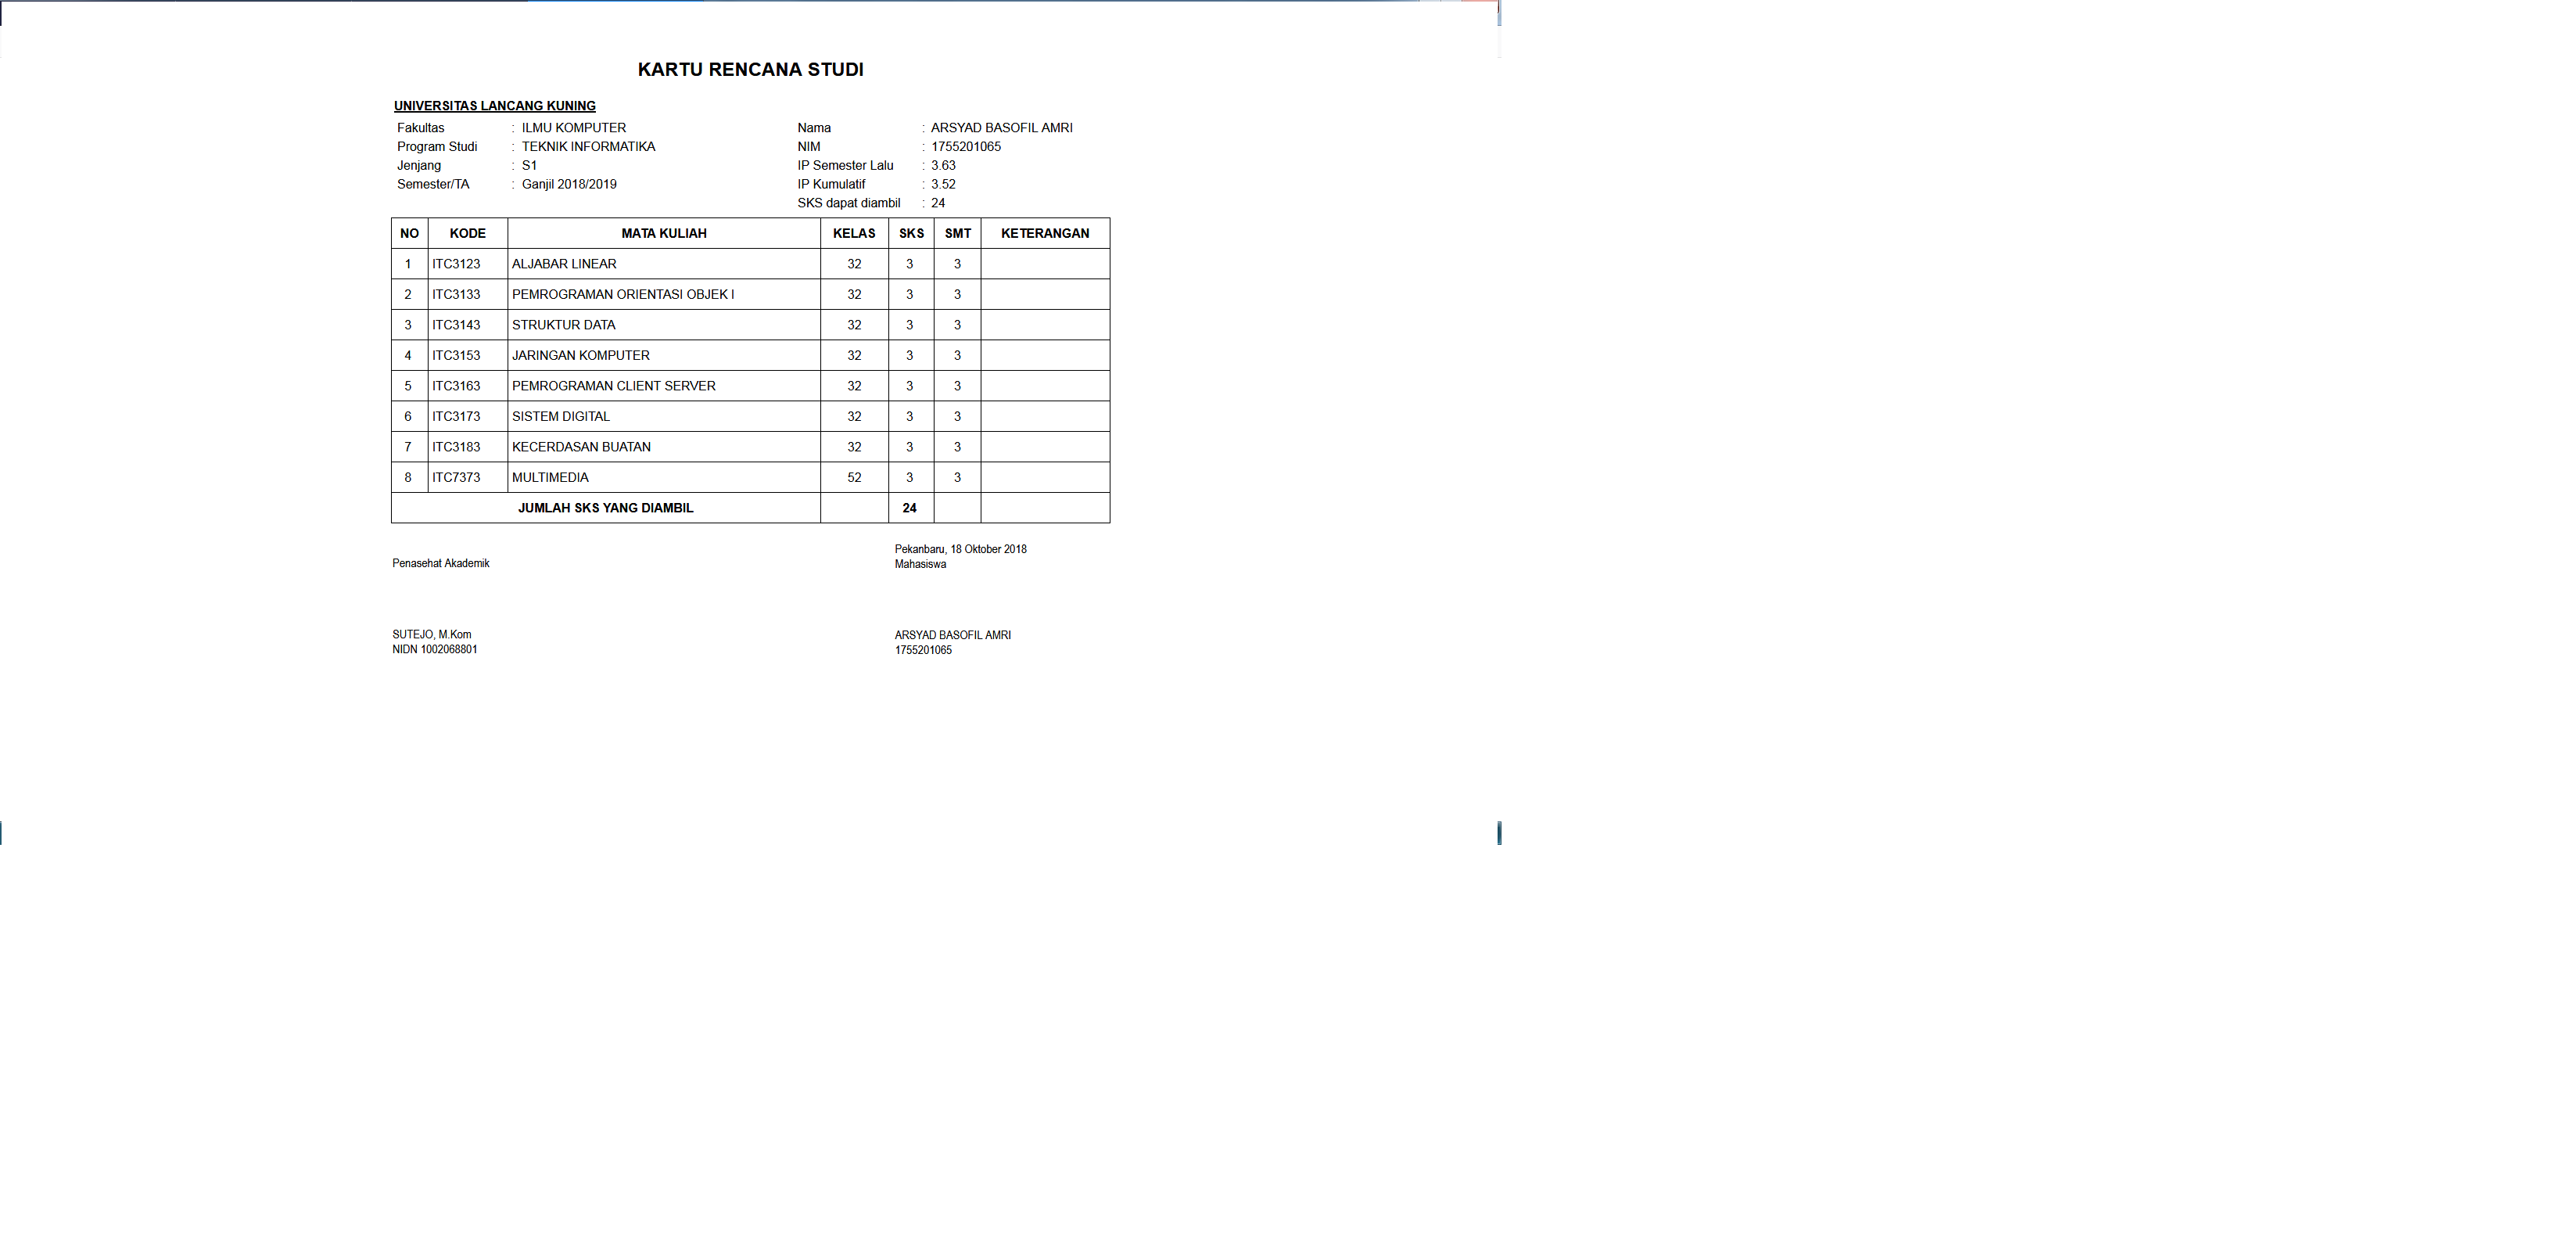 KARTU RENCANA STUDI
UNIVERSITAS LANCANG KUNING
Fakultas : ILMU KOMPUTER Nama : ARSYAD BASOFIL AMRI
Program Studi : TEKNIK INFORMATIKA NIM : 1755201065
Jenjang : S1 IP Semester Lalu : 3.63
Semester/TA : Ganjil 2018/2019 IP Kumulatif : 3.52
SKS dapat diambil : 24
NO KODE MATA KULIAH KELAS SKS SMT KETERANGAN
1 ITC3123 ALJABAR LINEAR 32 3 3
2 ITC3133 PEMROGRAMAN ORIENTASI OBJEK I 32 3 3
3 ITC3143 STRUKTUR DATA 32 3 3
4 ITC3153 JARINGAN KOMPUTER 32 3 3
5 ITC3163 PEMROGRAMAN CLIENT SERVER 32 3 3
6 ITC3173 SISTEM DIGITAL 32 3 3
7 ITC3183 KECERDASAN BUATAN 32 3 3
8 ITC7373 MULTIMEDIA 52 3 3
JUMLAH SKS YANG DIAMBIL 24
Pekanbaru, 18 Oktober 2018
Penasehat Akademik Mahasiswa
SUTEJO, M.Kom ARSYAD BASOFIL AMRI
NIDN 1002068801 1755201065